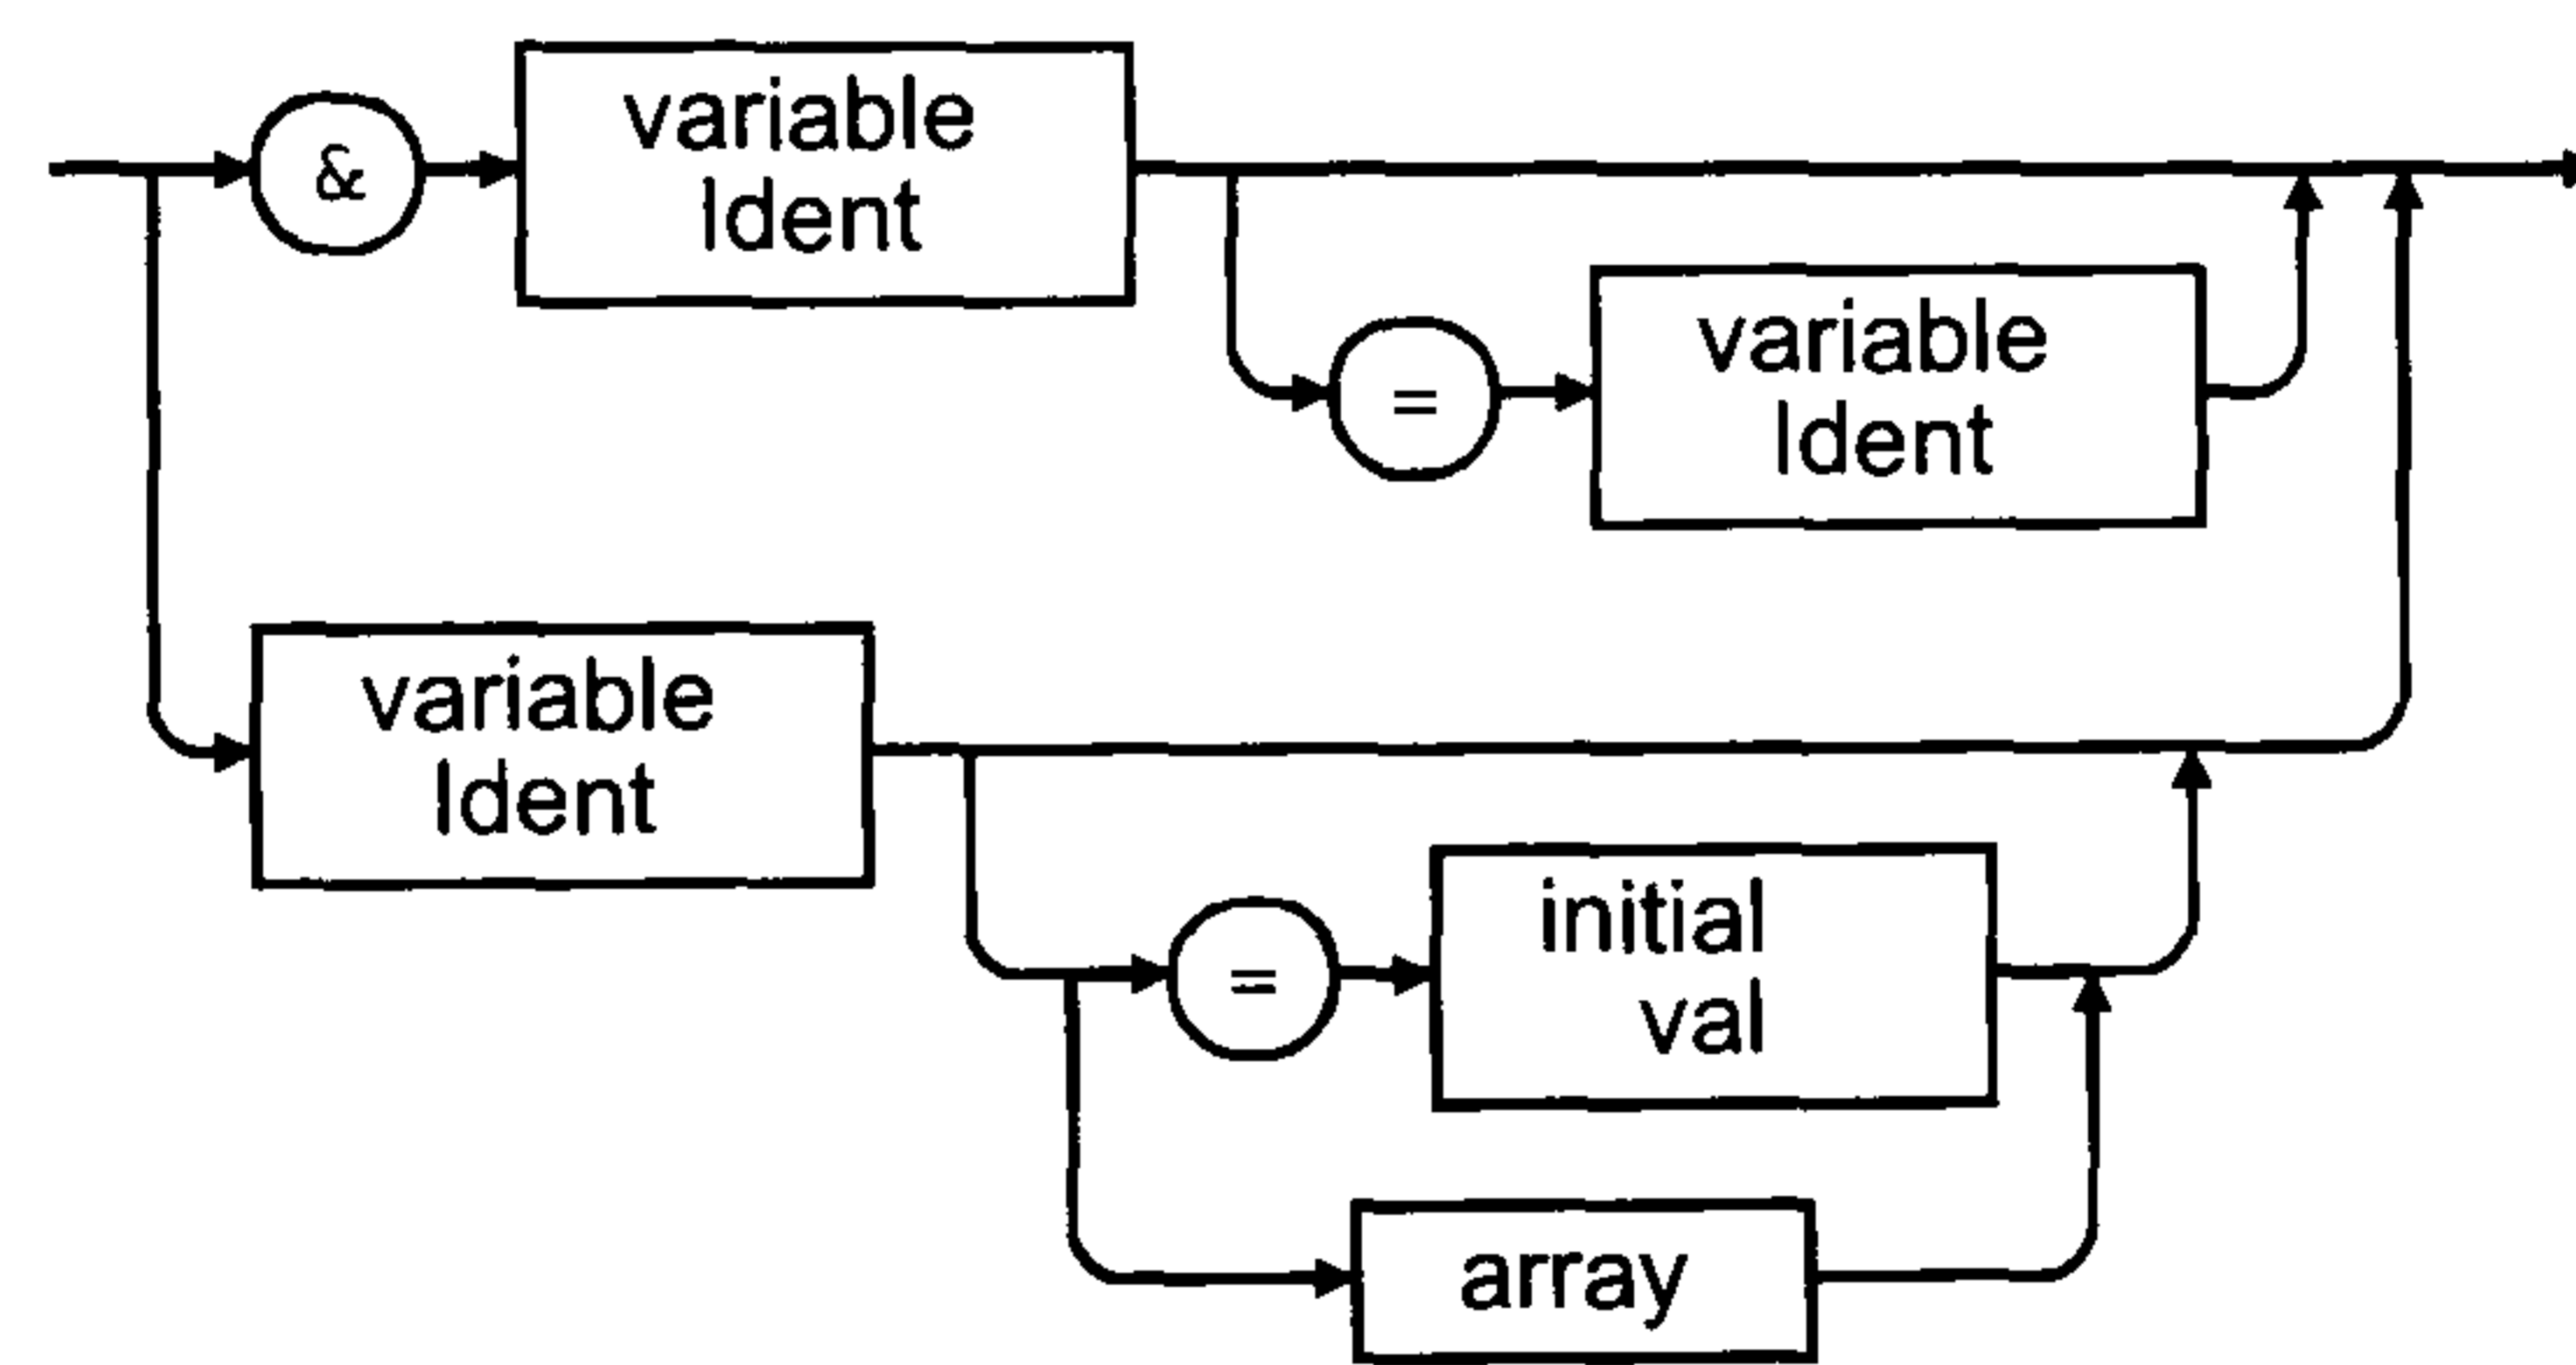 &
variable
Ident
=
variable
Ident
variable
Ident
=
initial
val
array